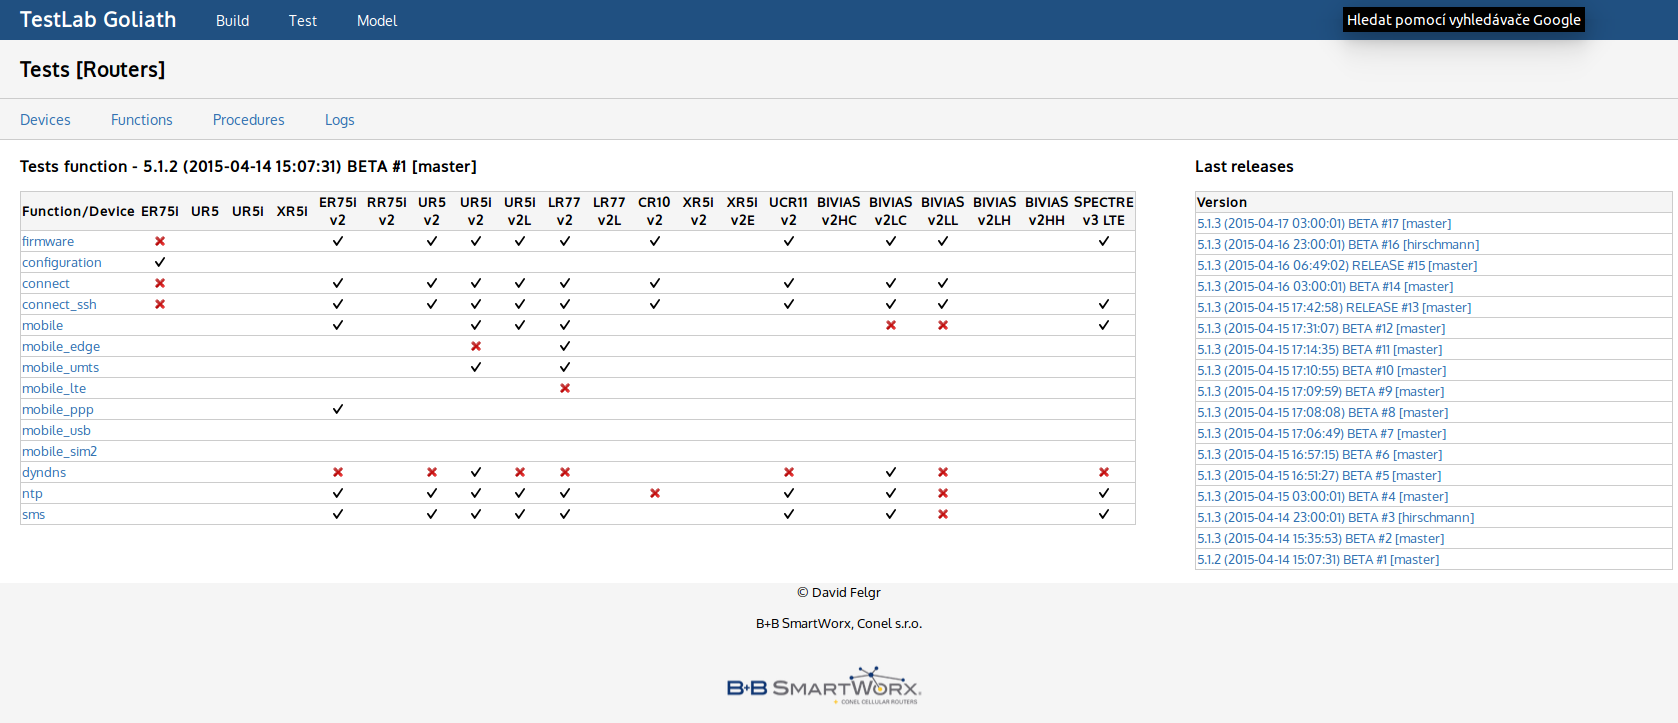 TestLab Goliath Build Test Model Hledat pomocí vyhledávače Google
Tests [Routers]
Devices Functions Procedures Logs
Tests function - 5.1.2 (2015-04-14 15:07:31) BETA #1 [master]
Function/Device ER75i UR5 UR5i XR5i ER75i v2 RR75i v2 UR5 v2 UR5i v2 UR5i v2L LR77 v2 LR77 v2L CR10 v2 XR5i v2 XR5i v2E UCR11 v2 BIVIAS v2HC BIVIAS v2LC BIVIAS v2LL BIVIAS v2LH BIVIAS v2HH SPECTRE v3 LTE
firmware
configuration
connect
connect_ssh
mobile
mobile_edge
mobile_umts
mobile_lte
mobile_ppp
mobile_usb
mobile_sim2
dyndns
ntp
sms
Last releases
Version
5.1.3 (2015-04-17 03:00:01) BETA #17 [master]
5.1.3 (2015-04-16 23:00:01) BETA #16 [hirschmann]
5.1.3 (2015-04-16 06:49:02) RELEASE #15 [master]
5.1.3 (2015-04-16 03:00:01) BETA #14 [master]
5.1.3 (2015-04-15 17:42:58) RELEASE #13 [master]
5.1.3 (2015-04-15 17:31:07) BETA #12 [master]
5.1.3 (2015-04-15 17:14:35) BETA #11 [master]
5.1.3 (2015-04-15 17:10:55) BETA #10 [master]
5.1.3 (2015-04-15 17:09:59) BETA #9 [master]
5.1.3 (2015-04-15 17:08:08) BETA #8 [master]
5.1.3 (2015-04-15 17:06:49) BETA #7 [master]
5.1.3 (2015-04-15 16:57:15) BETA #6 [master]
5.1.3 (2015-04-15 16:51:27) BETA #5 [master]
5.1.3 (2015-04-15 03:00:01) BETA #4 [master]
5.1.3 (2015-04-14 23:00:01) BETA #3 [hirschmann]
5.1.3 (2015-04-14 15:35:53) BETA #2 [master]
5.1.2 (2015-04-14 15:07:31) BETA #1 [master]
© David Felgr
B+B SmartWorx, Conel s.r.o.
B+B SMARTWORX
CONEL CELLULAR ROUTERS